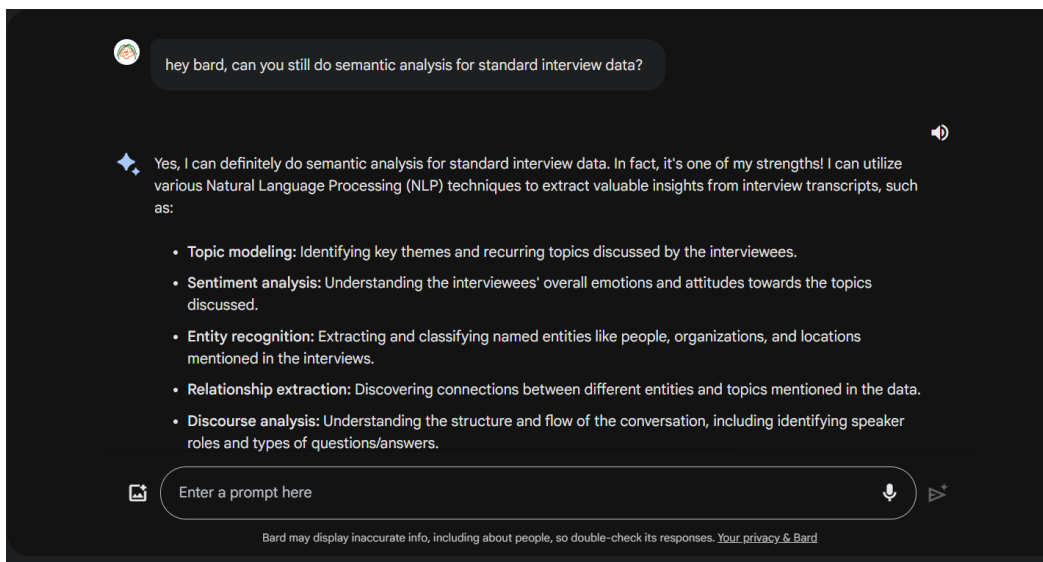 hey bard, can you still do semantic analysis for standard interview data?
Yes, I can definitely do semantic analysis for standard interview data. In fact, it's one of my strengths! I can utilize
various Natural Language Processing (NLP) techniques to extract valuable insights from interview transcripts, such
as:
• Topic modeling: Identifying key themes and recurring topics discussed by the interviewees.
• Sentiment analysis: Understanding the interviewees' overall emotions and attitudes towards the topics
discussed.
• Entity recognition: Extracting and classifying named entities like people, organizations, and locations
mentioned in the interviews.
• Relationship extraction: Discovering connections between different entities and topics mentioned in the data.
• Discourse analysis: Understanding the structure and flow of the conversation, including identifying speaker
roles and types of questions/answers.
Enter a prompt here
Bard may display inaccurate info, including about people, so double-check its responses. Your privacy & Bard